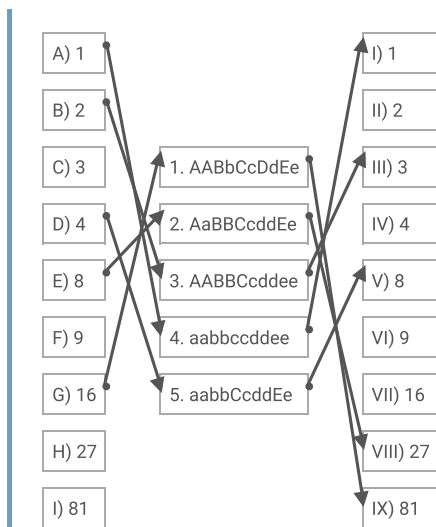 A) 1
B) 2
C) 3
D) 4
E) 8
F) 9
G) 16
H) 27
I) 81
1. AABbCcDdEe
2. AaBBCcddEe
3. AABBCcddee
4. aabbccddee
5. aabbCcddEe
I) 1
II) 2
III) 3
IV) 4
V) 8
VI) 9
VII) 16
VIII) 27
IX) 81